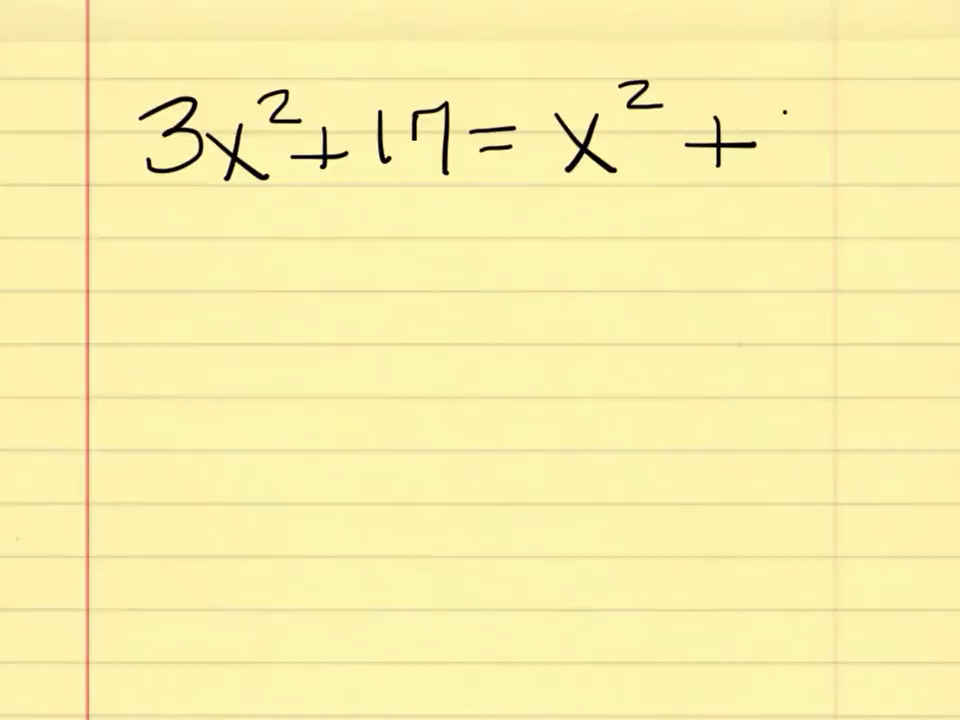 3x² + 17 = x² +